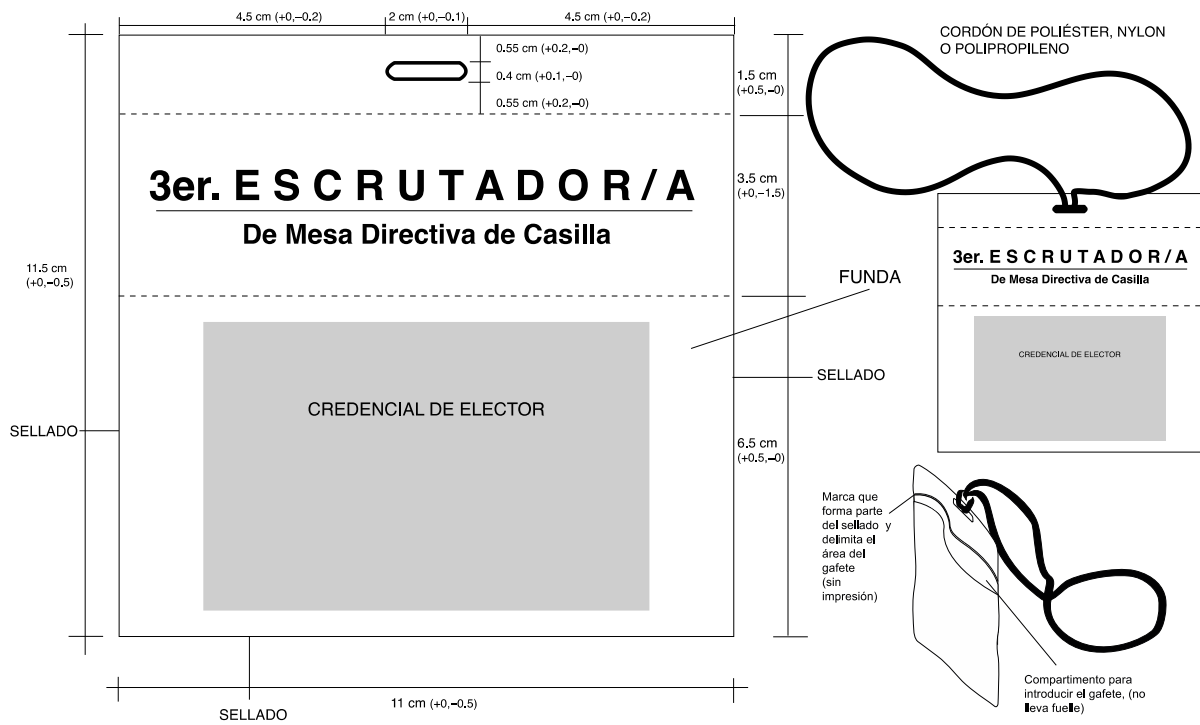 4.5 cm (+0,–0.2)
2 cm (+0,–0.1)
4.5 cm (+0,–0.2)
0.55 cm (+0.2,–0)
0.4 cm (+0.1,–0)
0.55 cm (+0.2,–0)
1.5 cm
(+0.5,–0)
3er. E S C R U T A D O R / A
De Mesa Directiva de Casilla
3.5 cm
(+0,–1.5)
11.5 cm
(+0,–0.5)
FUNDA
CREDENCIAL DE ELECTOR
SELLADO
SELLADO
6.5 cm
(+0.5,–0)
11 cm (+0,–0.5)
SELLADO
CORDÓN DE POLIÉSTER, NYLON
O POLIPROPILENO
3er. E S C R U T A D O R / A
De Mesa Directiva de Casilla
CREDENCIAL DE ELECTOR
Marca que
forma parte
del sellado y
delimita el
área del
gafete
(sin
impresión)
Compartimento para
introducir el gafete, (no
lleva fuelle)